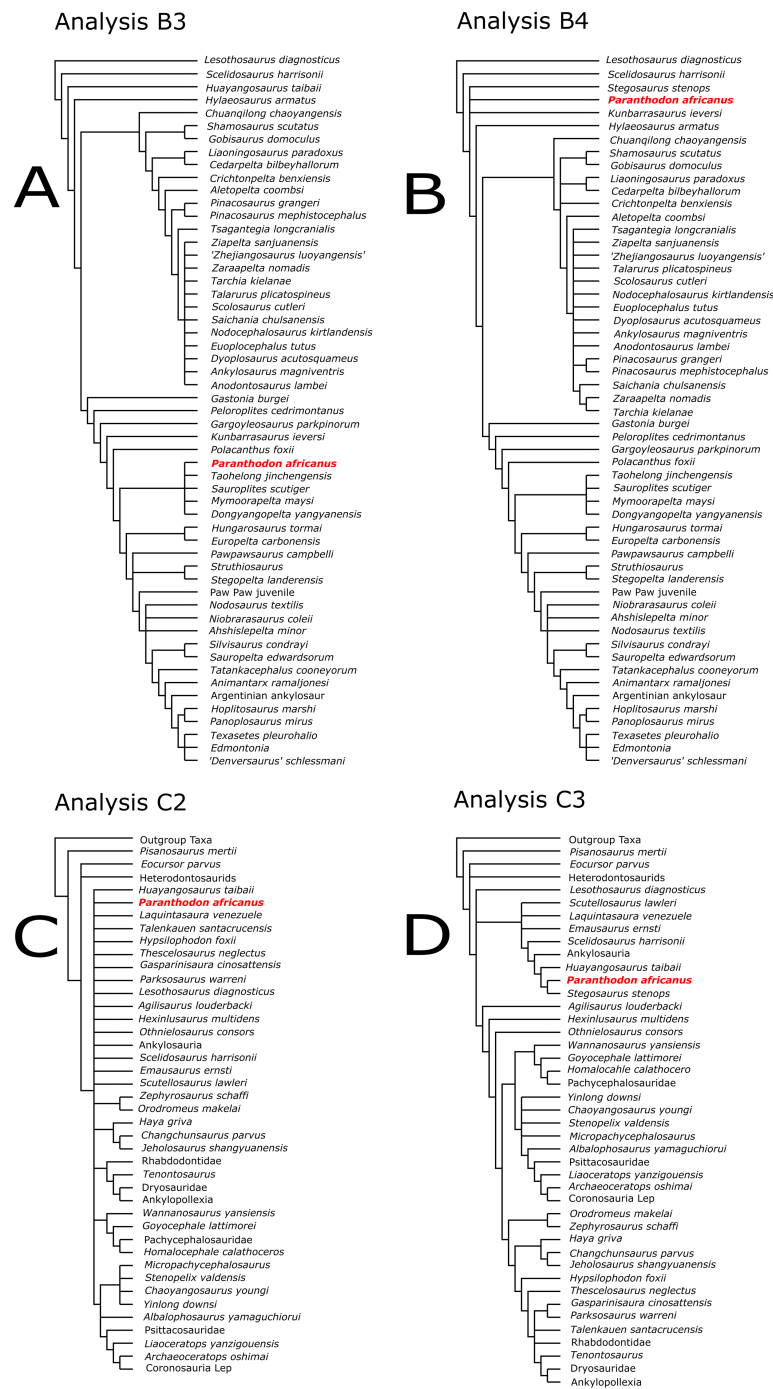 Analysis B3
A
Lesothosaurus diagnosticus
Scelidosaurus harrisonii
Huayangosaurus taibaii
Hylaeosaurus armatus
Chuanqilong chaoyangensis
Shamosaurus scutatus
Gobisaurus domoculus
Liaoningosaurus paradoxus
Cedarpelta bilbeyhallorum
Crichtonpelta benxiensis
Aletopelta coombsi
Pinacosaurus grangeri
Pinacosaurus mephistocephalus
Tsagantegia longcranialis
Ziapelta sanjuanensis
'Zhejiangosaurus luoyangensis'
Zaraapelta nomadis
Tarchia kielanae
Talarurus plicatospineus
Scolosaurus cutleri
Saichania chulsanensis
Nodocephalosaurus kirtlandensis
Euoplocephalus tutus
Dyoplosaurus acutosquameus
Ankylosaurus magniventris
Anodontosaurus lambei
Gastonia burgei
Peloroplites cedrimontanus
Gargoyleosaurus parkpinorum
Kunbarrasaurus ieversi
Polacanthus foxii
Paranthodon africanus
Taohelong jinchengensis
Sauroplites scutiger
Mymoorapelta maysi
Dongyangopelta yangyanensis
Hungarosaurus tormai
Europelta carbonensis
Pawpawsaurus campbelli
Struthiosaurus
Stegopelta landerensis
Paw Paw juvenile
Nodosaurus textilis
Niobrarasaurus coleii
Ahshislepelta minor
Silvisaurus condrayi
Sauropelta edwardsorum
Tatankacephalus cooneyorum
Animantarx ramaljonesi
Argentinian ankylosaur
Hoplitosaurus marshi
Panoplosaurus mirus
Texasetes pleurohalio
Edmontonia
'Denversaurus' schlessmani
Analysis B4
B
Lesothosaurus diagnosticus
Scelidosaurus harrisonii
Stegosaurus stenops
Paranthodon africanus
Kunbarrasaurus ieversi
Hylaeosaurus armatus
Chuanqilong chaoyangensis
Shamosaurus scutatus
Gobisaurus domoculus
Liaoningosaurus paradoxus
Cedarpelta bilbeyhallorum
Crichtonpelta benxiensis
Aletopelta coombsi
Tsagantegia longcranialis
Ziapelta sanjuanensis
'Zhejiangosaurus luoyangensis'
Talarurus plicatospineus
Scolosaurus cutleri
Nodocephalosaurus kirtlandensis
Euoplocephalus tutus
Dyoplosaurus acutosquameus
Ankylosaurus magniventris
Anodontosaurus lambei
Pinacosaurus grangeri
Pinacosaurus mephistocephalus
Saichania chulsanensis
Zaraapelta nomadis
Tarchia kielanae
Gastonia burgei
Peloroplites cedrimontanus
Gargoyleosaurus parkpinorum
Polacanthus foxii
Taohelong jinchengensis
Sauroplites scutiger
Mymoorapelta maysi
Dongyangopelta yangyanensis
Hungarosaurus tormai
Europelta carbonensis
Pawpawsaurus campbelli
Struthiosaurus
Stegopelta landerensis
Paw Paw juvenile
Niobrarasaurus coleii
Ahshislepelta minor
Nodosaurus textilis
Silvisaurus condrayi
Sauropelta edwardsorum
Tatankacephalus cooneyorum
Animantarx ramaljonesi
Argentinian ankylosaur
Hoplitosaurus marshi
Panoplosaurus mirus
Texasetes pleurohalio
Edmontonia
'Denversaurus' schlessmani
Analysis C2
C
Outgroup Taxa
Pisanosaurus mertii
Eocursor parvus
Heterodontosaurids
Huayangosaurus taibaii
Paranthodon africanus
Laquintasaura venezuele
Talenkauen santacrucensis
Hypsilophodon foxii
Thescelosaurus neglectus
Gasparinisaura cinosattensis
Parksosaurus warreni
Lesothosaurus diagnosticus
Agilisaurus louderbacki
Hexinlusaurus multidens
Othnielosaurus consors
Ankylosauria
Scelidosaurus harrisonii
Emausaurus ernsti
Scutellosaurus lawleri
Zephyrosaurus schaffi
Orodromeus makelai
Haya griva
Changchunsaurus parvus
Jeholosaurus shangyuanensis
Rhabdodontidae
Tenontosaurus
Dryosauridae
Ankylopollexia
Wannanosaurus yansiensis
Goyocephale lattimorei
Pachycephalosauridae
Homalocephale calathoceros
Micropachycephalosaurus
Stenopelix valdensis
Chaoyangosaurus youngi
Yinlong downsi
Albalophosaurus yamaguchiorui
Psittacosauridae
Liaoceratops yanzigouensis
Archaeoceratops oshimai
Coronosauria Lep
Analysis C3
D
Outgroup Taxa
Pisanosaurus mertii
Eocursor parvus
Heterodontosaurids
Lesothosaurus diagnosticus
Scutellosaurus lawleri
Laquintasaura venezuele
Emausaurus ernsti
Scelidosaurus harrisonii
Ankylosauria
Huayangosaurus taibaii
Paranthodon africanus
Stegosaurus stenops
Agilisaurus louderbacki
Hexinlusaurus multidens
Othnielosaurus consors
Wannanosaurus yansiensis
Goyocephale lattimorei
Homalocahle calathocero
Pachycephalosauridae
Yinlong downsi
Chaoyangosaurus youngi
Stenopelix valdensis
Micropachycephalosaurus
Albalophosaurus yamaguchiorui
Psittacosauridae
Liaoceratops yanzigouensis
Archaeoceratops oshimai
Coronosauria Lep
Orodromeus makelai
Zephyrosaurus schaffi
Haya griva
Changchunsaurus parvus
Jeholosaurus shangyuanensis
Hypsilophodon foxii
Thescelosaurus neglectus
Gasparinisaura cinosattensis
Parksosaurus warreni
Talenkauen santacrucensis
Rhabdodontidae
Tenontosaurus
Dryosauridae
Ankylopollexia